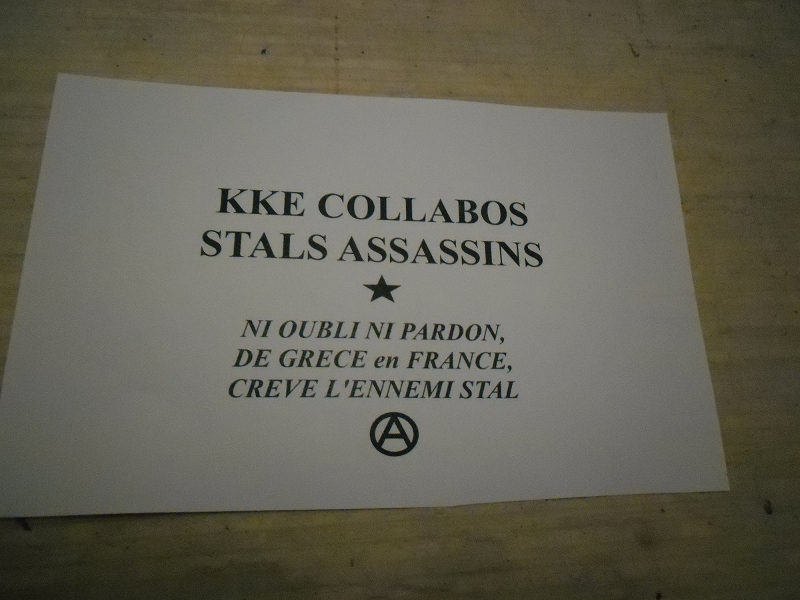 KKE COLLABOS
STALS ASSASSINS
★
NI OUBLI NI PARDON,
DE GRECE en FRANCE,
CREVE L'ENNEMI STAL
Ⓐ